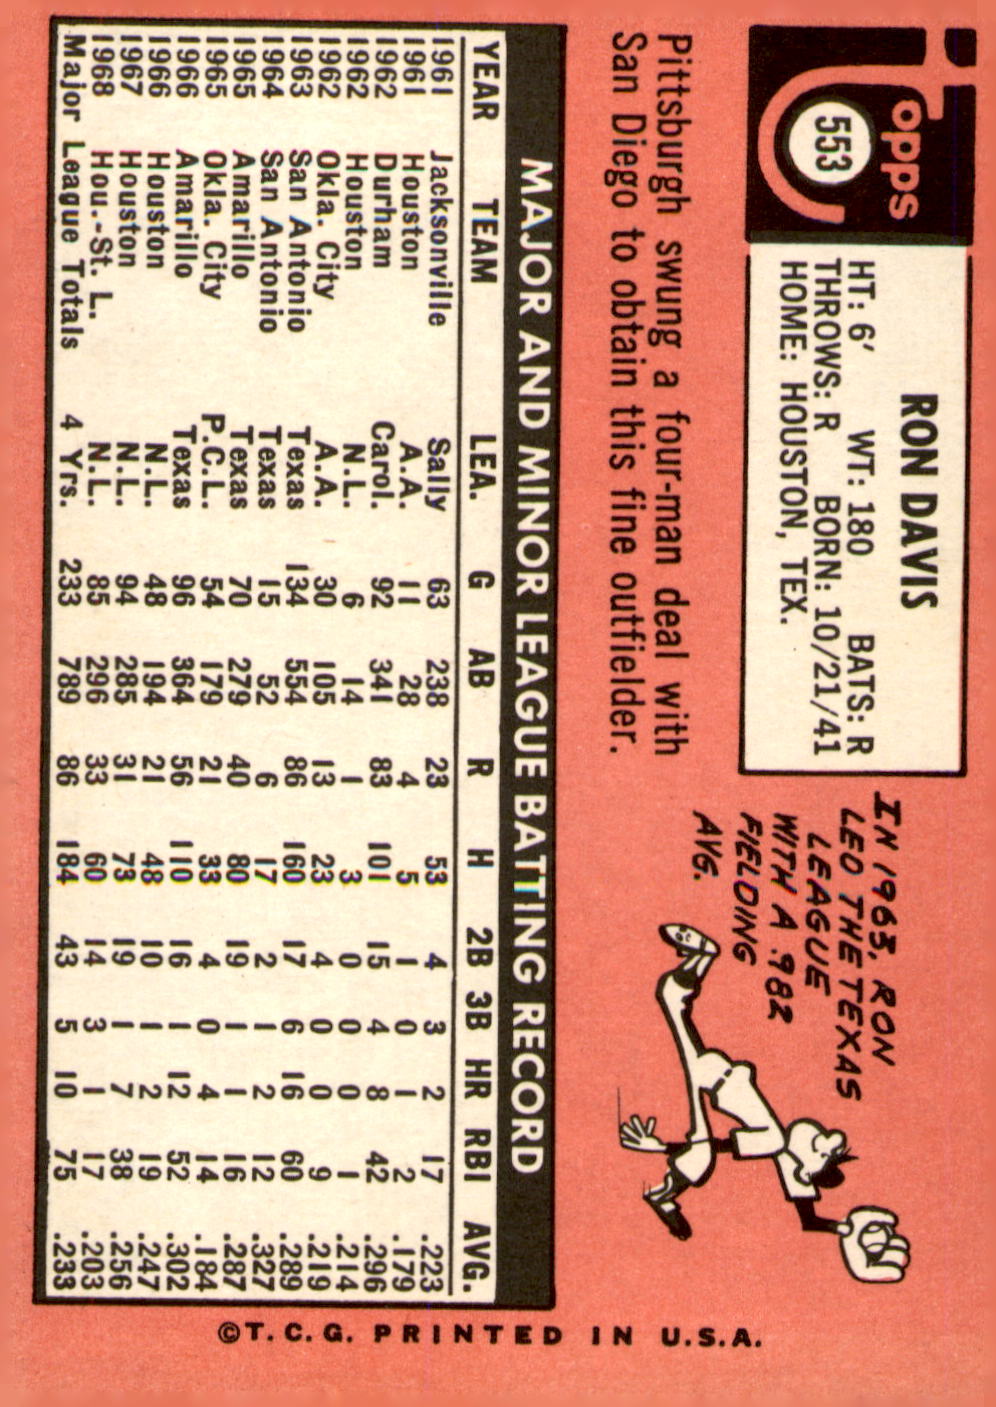 Topps
553
RON DAVIS
HT: 6' WT: 180 BATS: R
THROWS: R BORN: 10/21/41
HOME: HOUSTON, TEX.
Pittsburgh swung a four-man deal with
San Diego to obtain this fine outfielder.
IN 1963, RON
LED THE TEXAS
LEAGUE
WITH A .982
FIELDING
AVG.
MAJOR AND MINOR LEAGUE BATTING RECORD
YEAR TEAM LEA. G AB R H 2B 3B HR RBI AVG.
1961 Jacksonville Sally 63 238 23 53 4 3 2 17 .223
1961 Houston A.A. 11 28 4 5 1 0 1 2 .179
1962 Durham Carol. 92 341 83 101 15 4 8 42 .296
1962 Houston N.L. 6 14 1 3 0 0 0 1 .214
1962 Okla. City A.A. 30 105 13 23 4 0 0 9 .219
1963 San Antonio Texas 134 554 86 160 17 6 16 60 .289
1964 San Antonio Texas 15 52 6 17 2 1 2 12 .327
1965 Amarillo Texas 70 279 40 80 19 1 1 16 .287
1965 Okla. City P.C.L. 54 179 21 33 4 0 4 14 .184
1966 Amarillo Texas 96 364 56 110 16 1 12 52 .302
1966 Houston N.L. 48 194 21 48 10 1 2 19 .247
1967 Houston N.L. 94 285 31 73 19 1 7 38 .256
1968 Hou.-St. L. N.L. 85 296 33 60 14 3 1 17 .203
Major League Totals 4 Yrs. 233 789 86 184 43 5 10 75 .233
©T.C.G. PRINTED IN U.S.A.